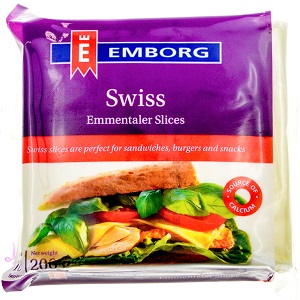 E
EMBORG
Swiss
Emmentaler Slices
Swiss slices are perfect for sandwiches, burgers and snacks
SOURCE OF
CALCIUM
Net weight
200